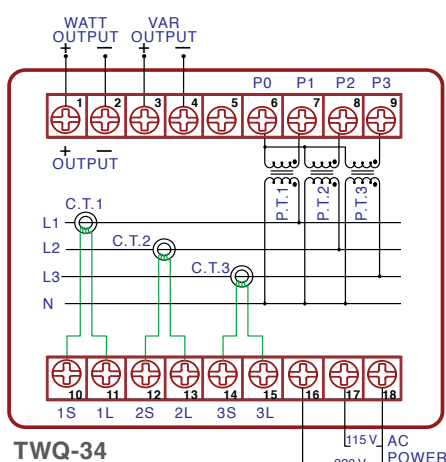 WATT VAR
OUTPUT OUTPUT
+ − + −
P0 P1 P2 P3
1 2 3 4 5 6 7 8 9
+ −
OUTPUT
P.T.1 P.T.2 P.T.3
C.T.1
L1
C.T.2
L2
C.T.3
L3
N
10 11 12 13 14 15 16 17 18
1S 1L 2S 2L 3S 3L
115 V AC
POWER
TWQ-34